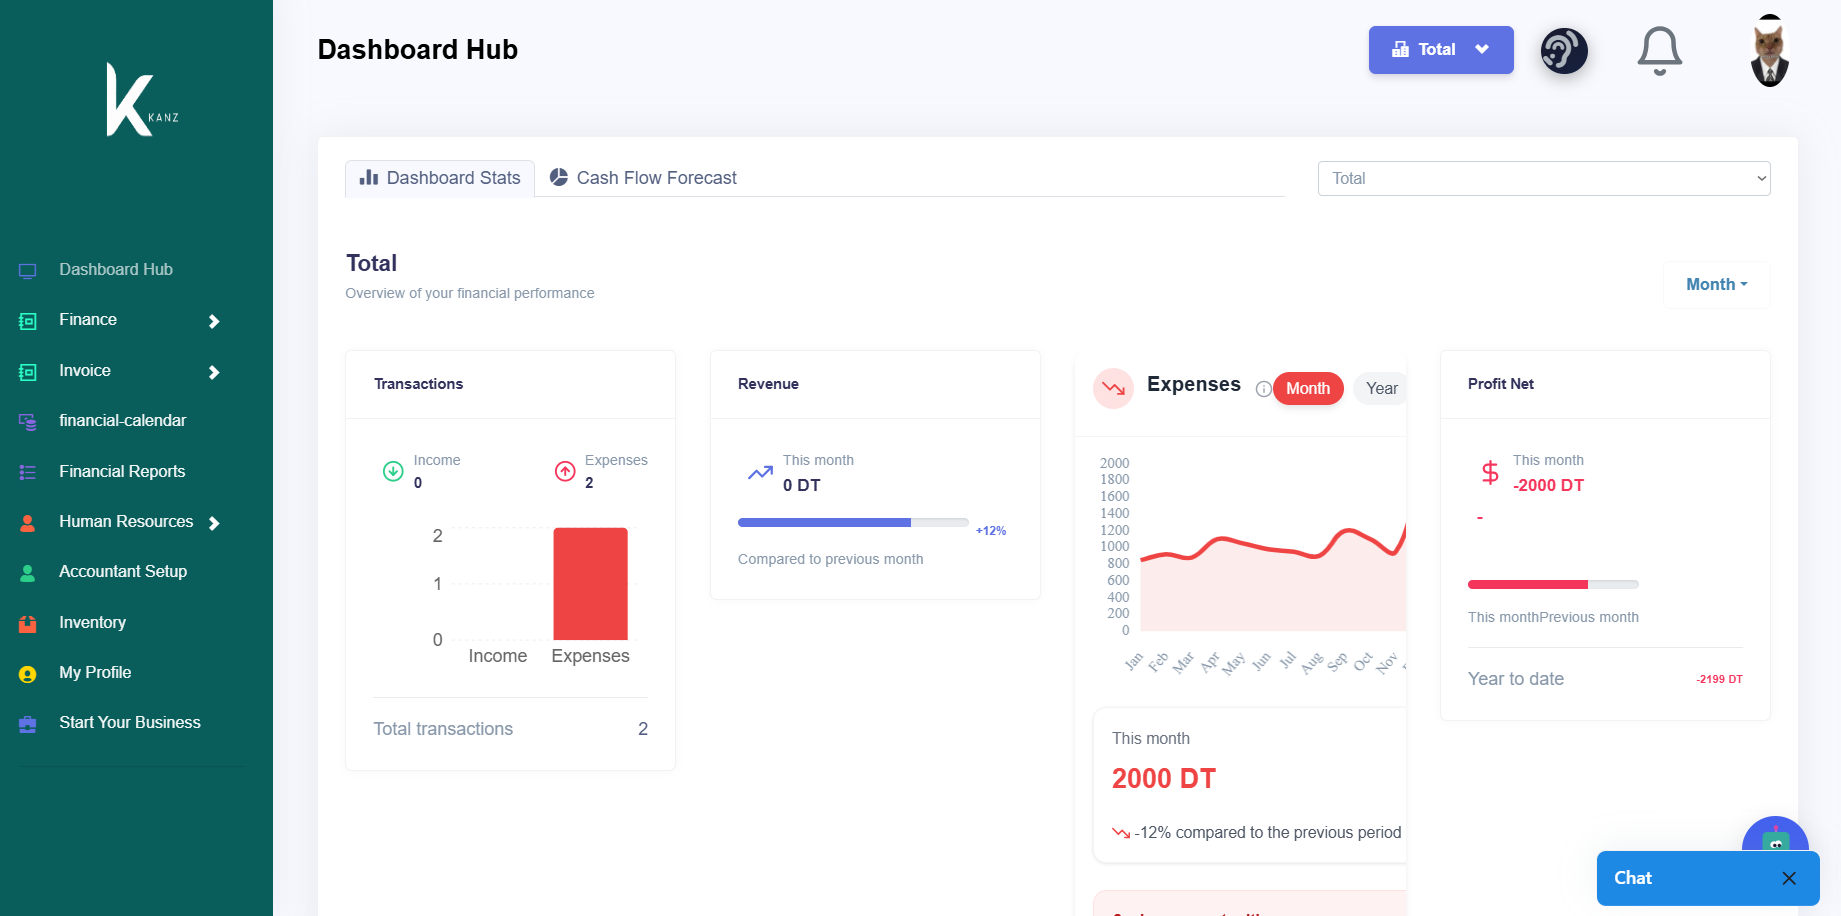 KANZ
Dashboard Hub
Finance
Invoice
financial-calendar
Financial Reports
Human Resources
Accountant Setup
Inventory
My Profile
Start Your Business
Dashboard Hub
Total
Dashboard Stats
Cash Flow Forecast
Total
Total
Overview of your financial performance
Month
Transactions
Income
0
Expenses
2
2
1
0
Income
Expenses
Total transactions
2
Revenue
This month
0 DT
+12%
Compared to previous month
Expenses
Month
Year
2000
1800
1600
1400
1200
1000
800
600
400
200
0
Jan
Feb
Mar
Apr
May
Jun
Jul
Aug
Sep
Oct
Nov
This month
2000 DT
-12% compared to the previous period
Profit Net
This month
-2000 DT
-
This monthPrevious month
Year to date
-2199 DT
Chat